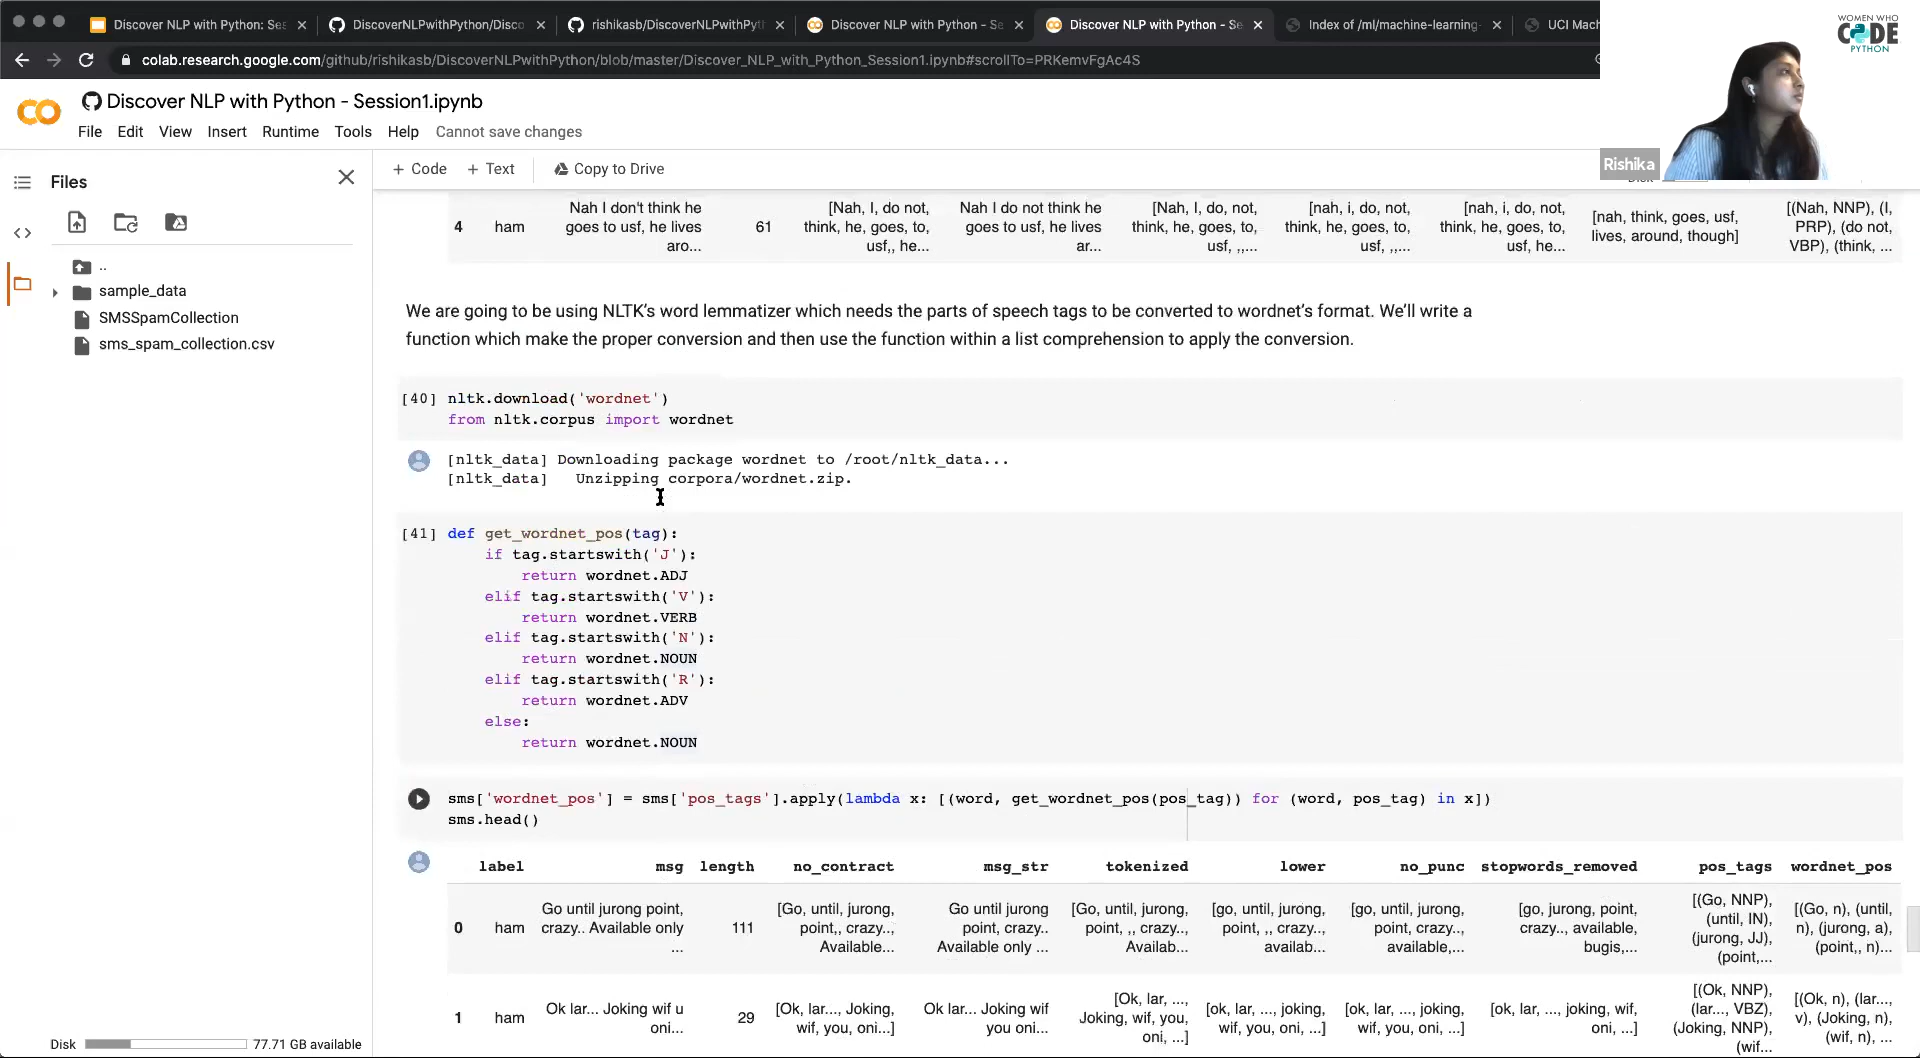 Discover NLP with Python: Ses
DiscoverNLPwithPython/Disco
rishikasb/DiscoverNLPwithPyth
Discover NLP with Python - Se
Discover NLP with Python - Se
Index of /ml/machine-learning-
UCI Mach
WOMEN WHO
CODE
PYTHON
colab.research.google.com/github/rishikasb/DiscoverNLPwithPython/blob/master/Discover_NLP_with_Python_Session1.ipynb#scrollTo=PRKemvFgAc4S
Discover NLP with Python - Session1.ipynb
File Edit View Insert Runtime Tools Help Cannot save changes
Rishika
Files
+ Code + Text Copy to Drive
..
sample_data
SMSSpamCollection
sms_spam_collection.csv
Disk 77.71 GB available
Nah I don't think he [Nah, I, do not, Nah I do not think he [Nah, I, do, not, [nah, i, do, not, [nah, i, do, not, [nah, think, goes, usf, [(Nah, NNP), (I,
4 ham goes to usf, he lives 61 think, he, goes, to, goes to usf, he lives think, he, goes, to, think, he, goes, to, think, he, goes, to, lives, around, though] PRP), (do not,
aro... usf,, he... ar... usf, ,,... usf, ,,... usf, he... VBP), (think, ...
We are going to be using NLTK’s word lemmatizer which needs the parts of speech tags to be converted to wordnet’s format. We’ll write a
function which make the proper conversion and then use the function within a list comprehension to apply the conversion.
[40] nltk.download('wordnet')
from nltk.corpus import wordnet
[nltk_data] Downloading package wordnet to /root/nltk_data...
[nltk_data] Unzipping corpora/wordnet.zip.
[41] def get_wordnet_pos(tag):
if tag.startswith('J'):
return wordnet.ADJ
elif tag.startswith('V'):
return wordnet.VERB
elif tag.startswith('N'):
return wordnet.NOUN
elif tag.startswith('R'):
return wordnet.ADV
else:
return wordnet.NOUN
sms['wordnet_pos'] = sms['pos_tags'].apply(lambda x: [(word, get_wordnet_pos(pos_tag)) for (word, pos_tag) in x])
sms.head()
label msg length no_contract msg_str tokenized lower no_punc stopwords_removed pos_tags wordnet_pos
Go until jurong point, [Go, until, jurong, Go until jurong [Go, until, jurong, [go, until, jurong, [go, until, jurong, [go, jurong, point, [(Go, NNP), [(Go, n), (until,
0 ham crazy.. Available only 111 point,, crazy.., point, crazy.. point, ,, crazy.., point, ,, crazy.., point, crazy.., crazy.., available, (until, IN), n), (jurong, a),
... Available... Available only ... Availab... availab... available,... bugis,... (jurong, JJ), (point,, n)...
(point,...
Ok lar... Joking wif u [Ok, lar..., Joking, Ok lar... Joking wif [Ok, lar, ..., [ok, lar, ..., joking, [ok, lar, ..., joking, [ok, lar, ..., joking, wif, [(Ok, NNP), [(Ok, n), (lar...,
1 ham oni... 29 wif, you, oni...] you oni... Joking, wif, you, wif, you, oni, ...] wif, you, oni, ...] oni, ...] (lar..., VBZ), v), (Joking, n),
oni, ...] (Joking, NNP), (wif, n), ...
(wif...